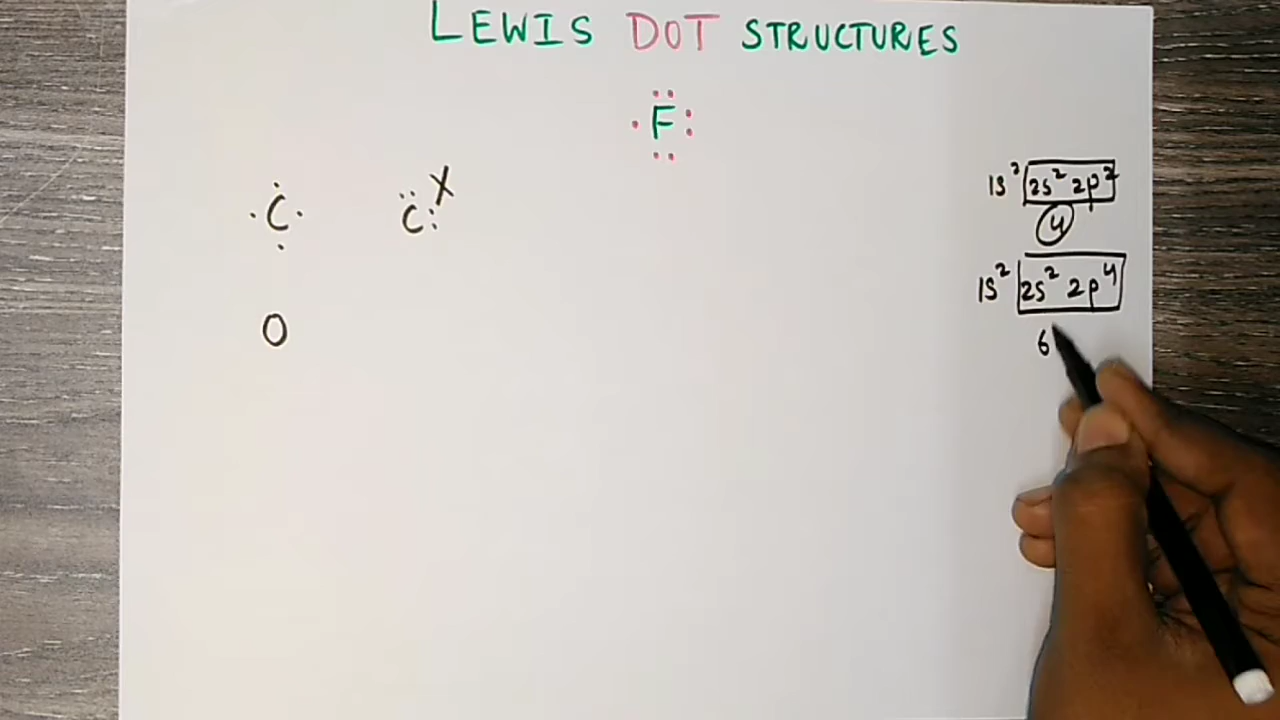 LEWIS DOT STRUCTURES
F
C C X
1s² 2s² 2p²
4
1s² 2s² 2p⁴
O
6